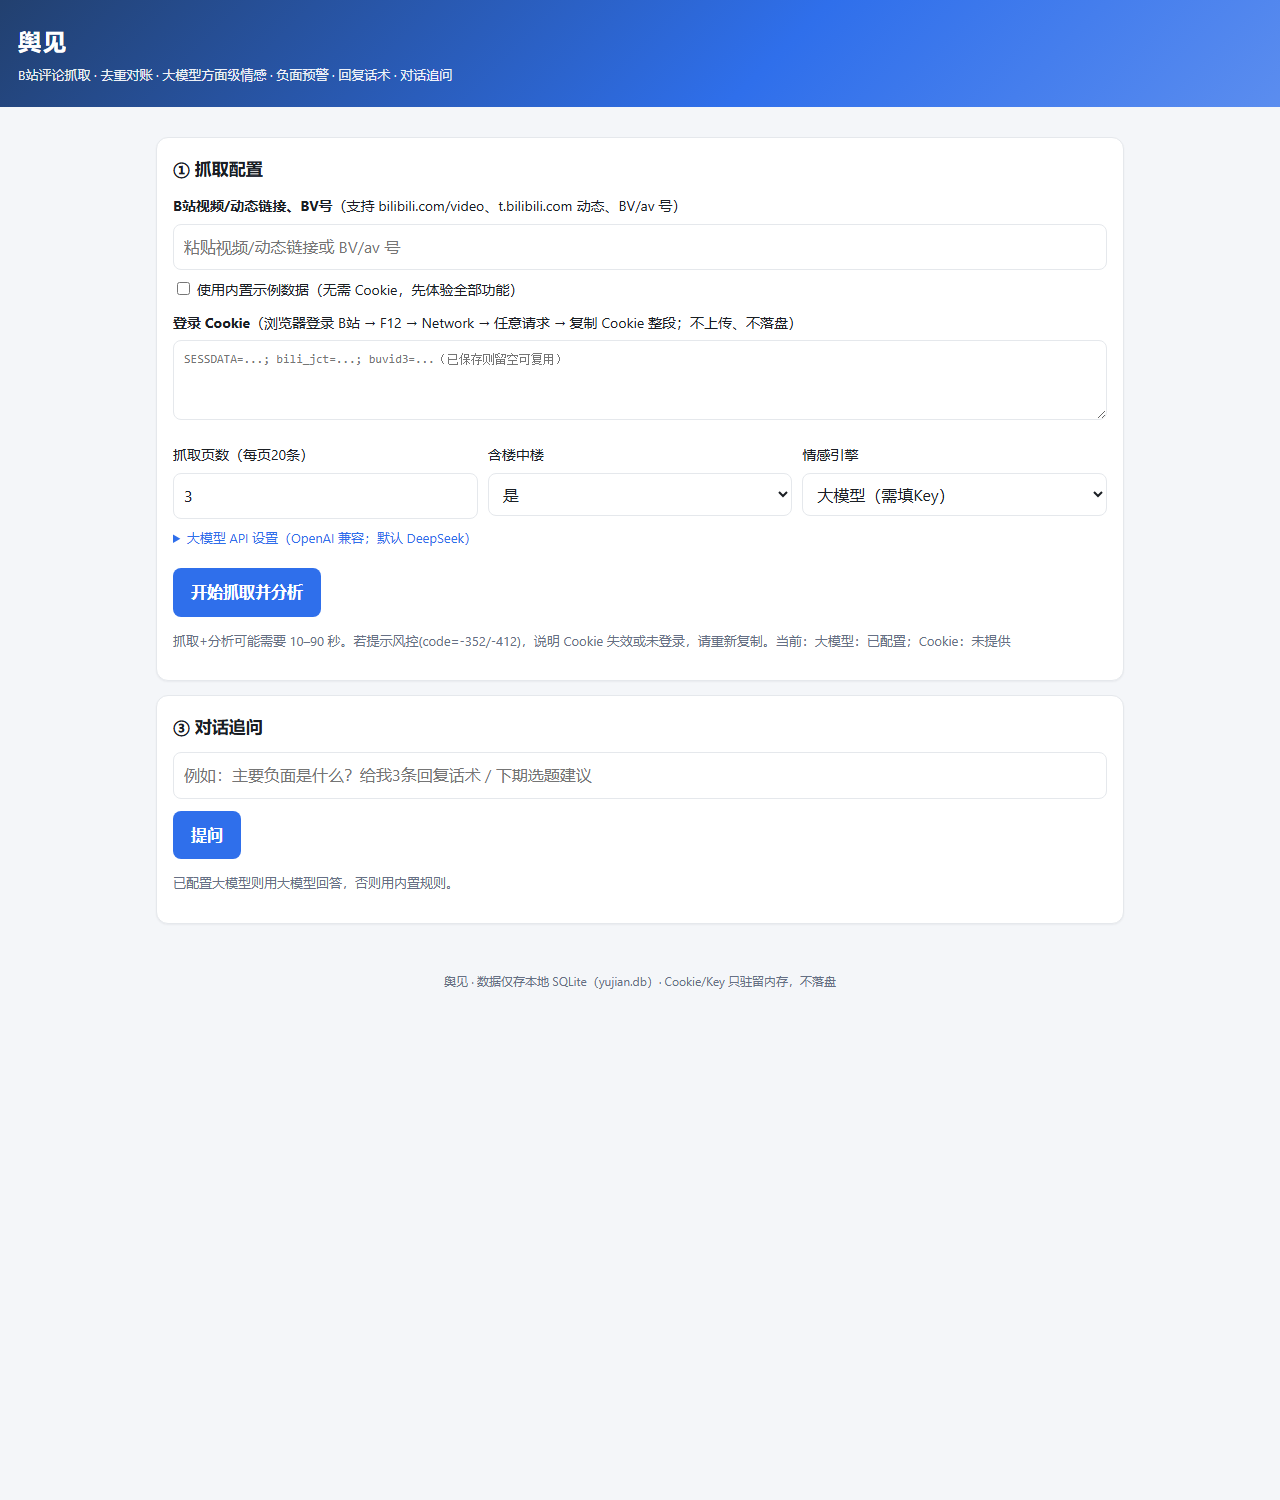 舆见
B站评论抓取 · 去重对账 · 大模型方面级情感 · 负面预警 · 回复话术 · 对话追问
① 抓取配置
B站视频/动态链接、BV号（支持 bilibili.com/video、t.bilibili.com 动态、BV/av 号）
粘贴视频/动态链接或 BV/av 号
使用内置示例数据（无需 Cookie，先体验全部功能）
登录 Cookie（浏览器登录 B站 → F12 → Network → 任意请求 → 复制 Cookie 整段；不上传、不落盘）
SESSDATA=...; bili_jct=...; buvid3=...（已保存则留空可复用）
抓取页数（每页20条）
含楼中楼
情感引擎
3
是
大模型（需填Key）
大模型 API 设置（OpenAI 兼容；默认 DeepSeek）
开始抓取并分析
抓取+分析可能需要 10–90 秒。若提示风控(code=-352/-412)，说明 Cookie 失效或未登录，请重新复制。当前：大模型：已配置；Cookie：未提供
③ 对话追问
例如：主要负面是什么？给我3条回复话术 / 下期选题建议
提问
已配置大模型则用大模型回答，否则用内置规则。
舆见 · 数据仅存本地 SQLite（yujian.db）· Cookie/Key 只驻留内存，不落盘